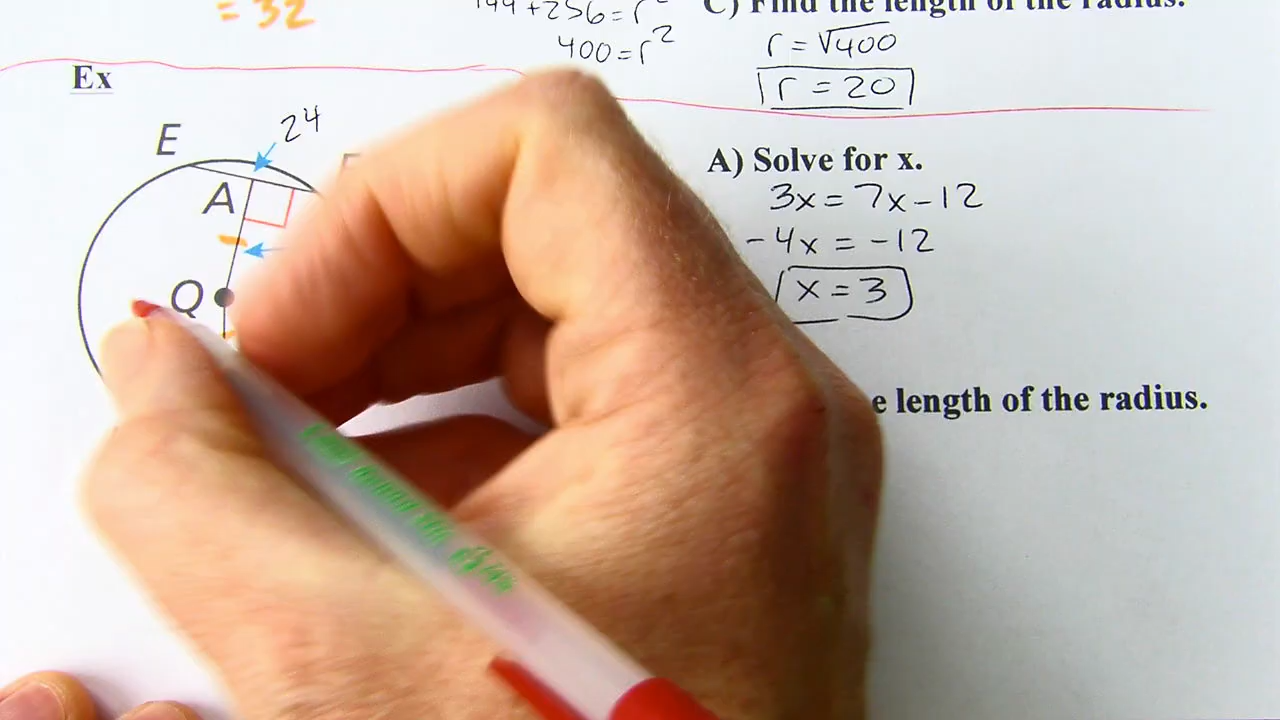 = 32
144 + 256 = r²
400 = r²
C) Find the length of the radius.
r = √400
r = 20
Ex
24
E
A
Q
A) Solve for x.
3x = 7x - 12
-4x = -12
x = 3
e length of the radius.